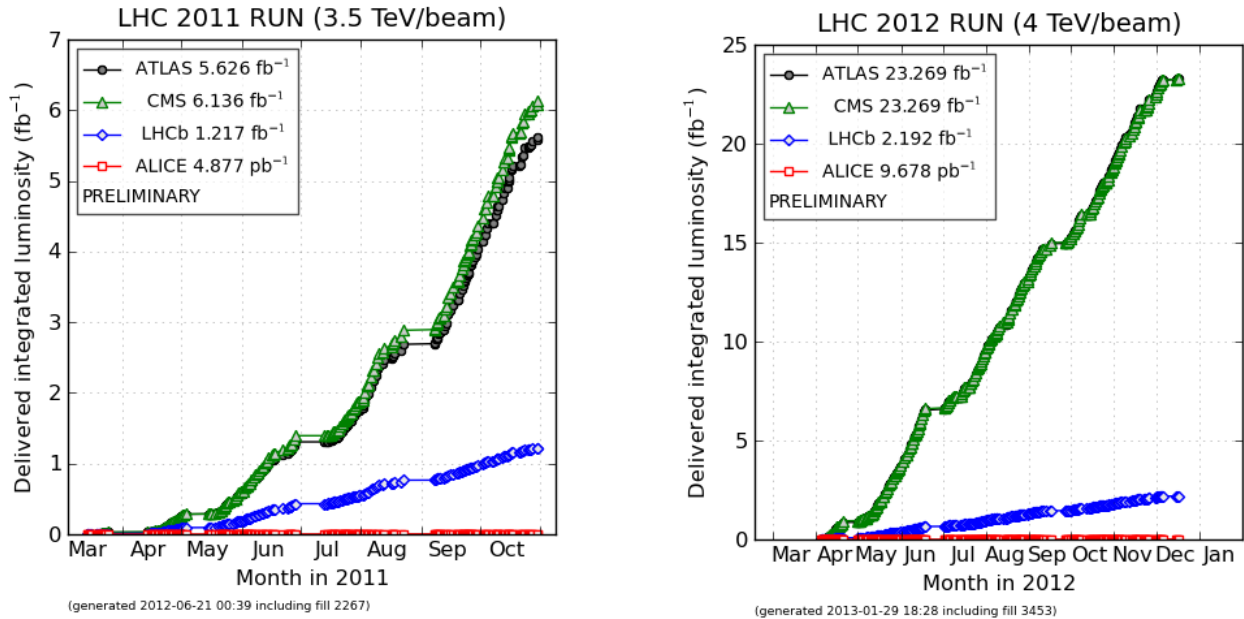 LHC 2011 RUN (3.5 TeV/beam)
7
6
5
4
3
2
1
0
Delivered integrated luminosity (fb⁻¹)
ATLAS 5.626 fb⁻¹
CMS 6.136 fb⁻¹
LHCb 1.217 fb⁻¹
ALICE 4.877 pb⁻¹
PRELIMINARY
Mar Apr May Jun Jul Aug Sep Oct
Month in 2011
(generated 2012-06-21 00:39 including fill 2267)
LHC 2012 RUN (4 TeV/beam)
25
20
15
10
5
0
Delivered integrated luminosity (fb⁻¹)
ATLAS 23.269 fb⁻¹
CMS 23.269 fb⁻¹
LHCb 2.192 fb⁻¹
ALICE 9.678 pb⁻¹
PRELIMINARY
Mar Apr May Jun Jul Aug Sep Oct Nov Dec Jan
Month in 2012
(generated 2013-01-29 18:28 including fill 3453)